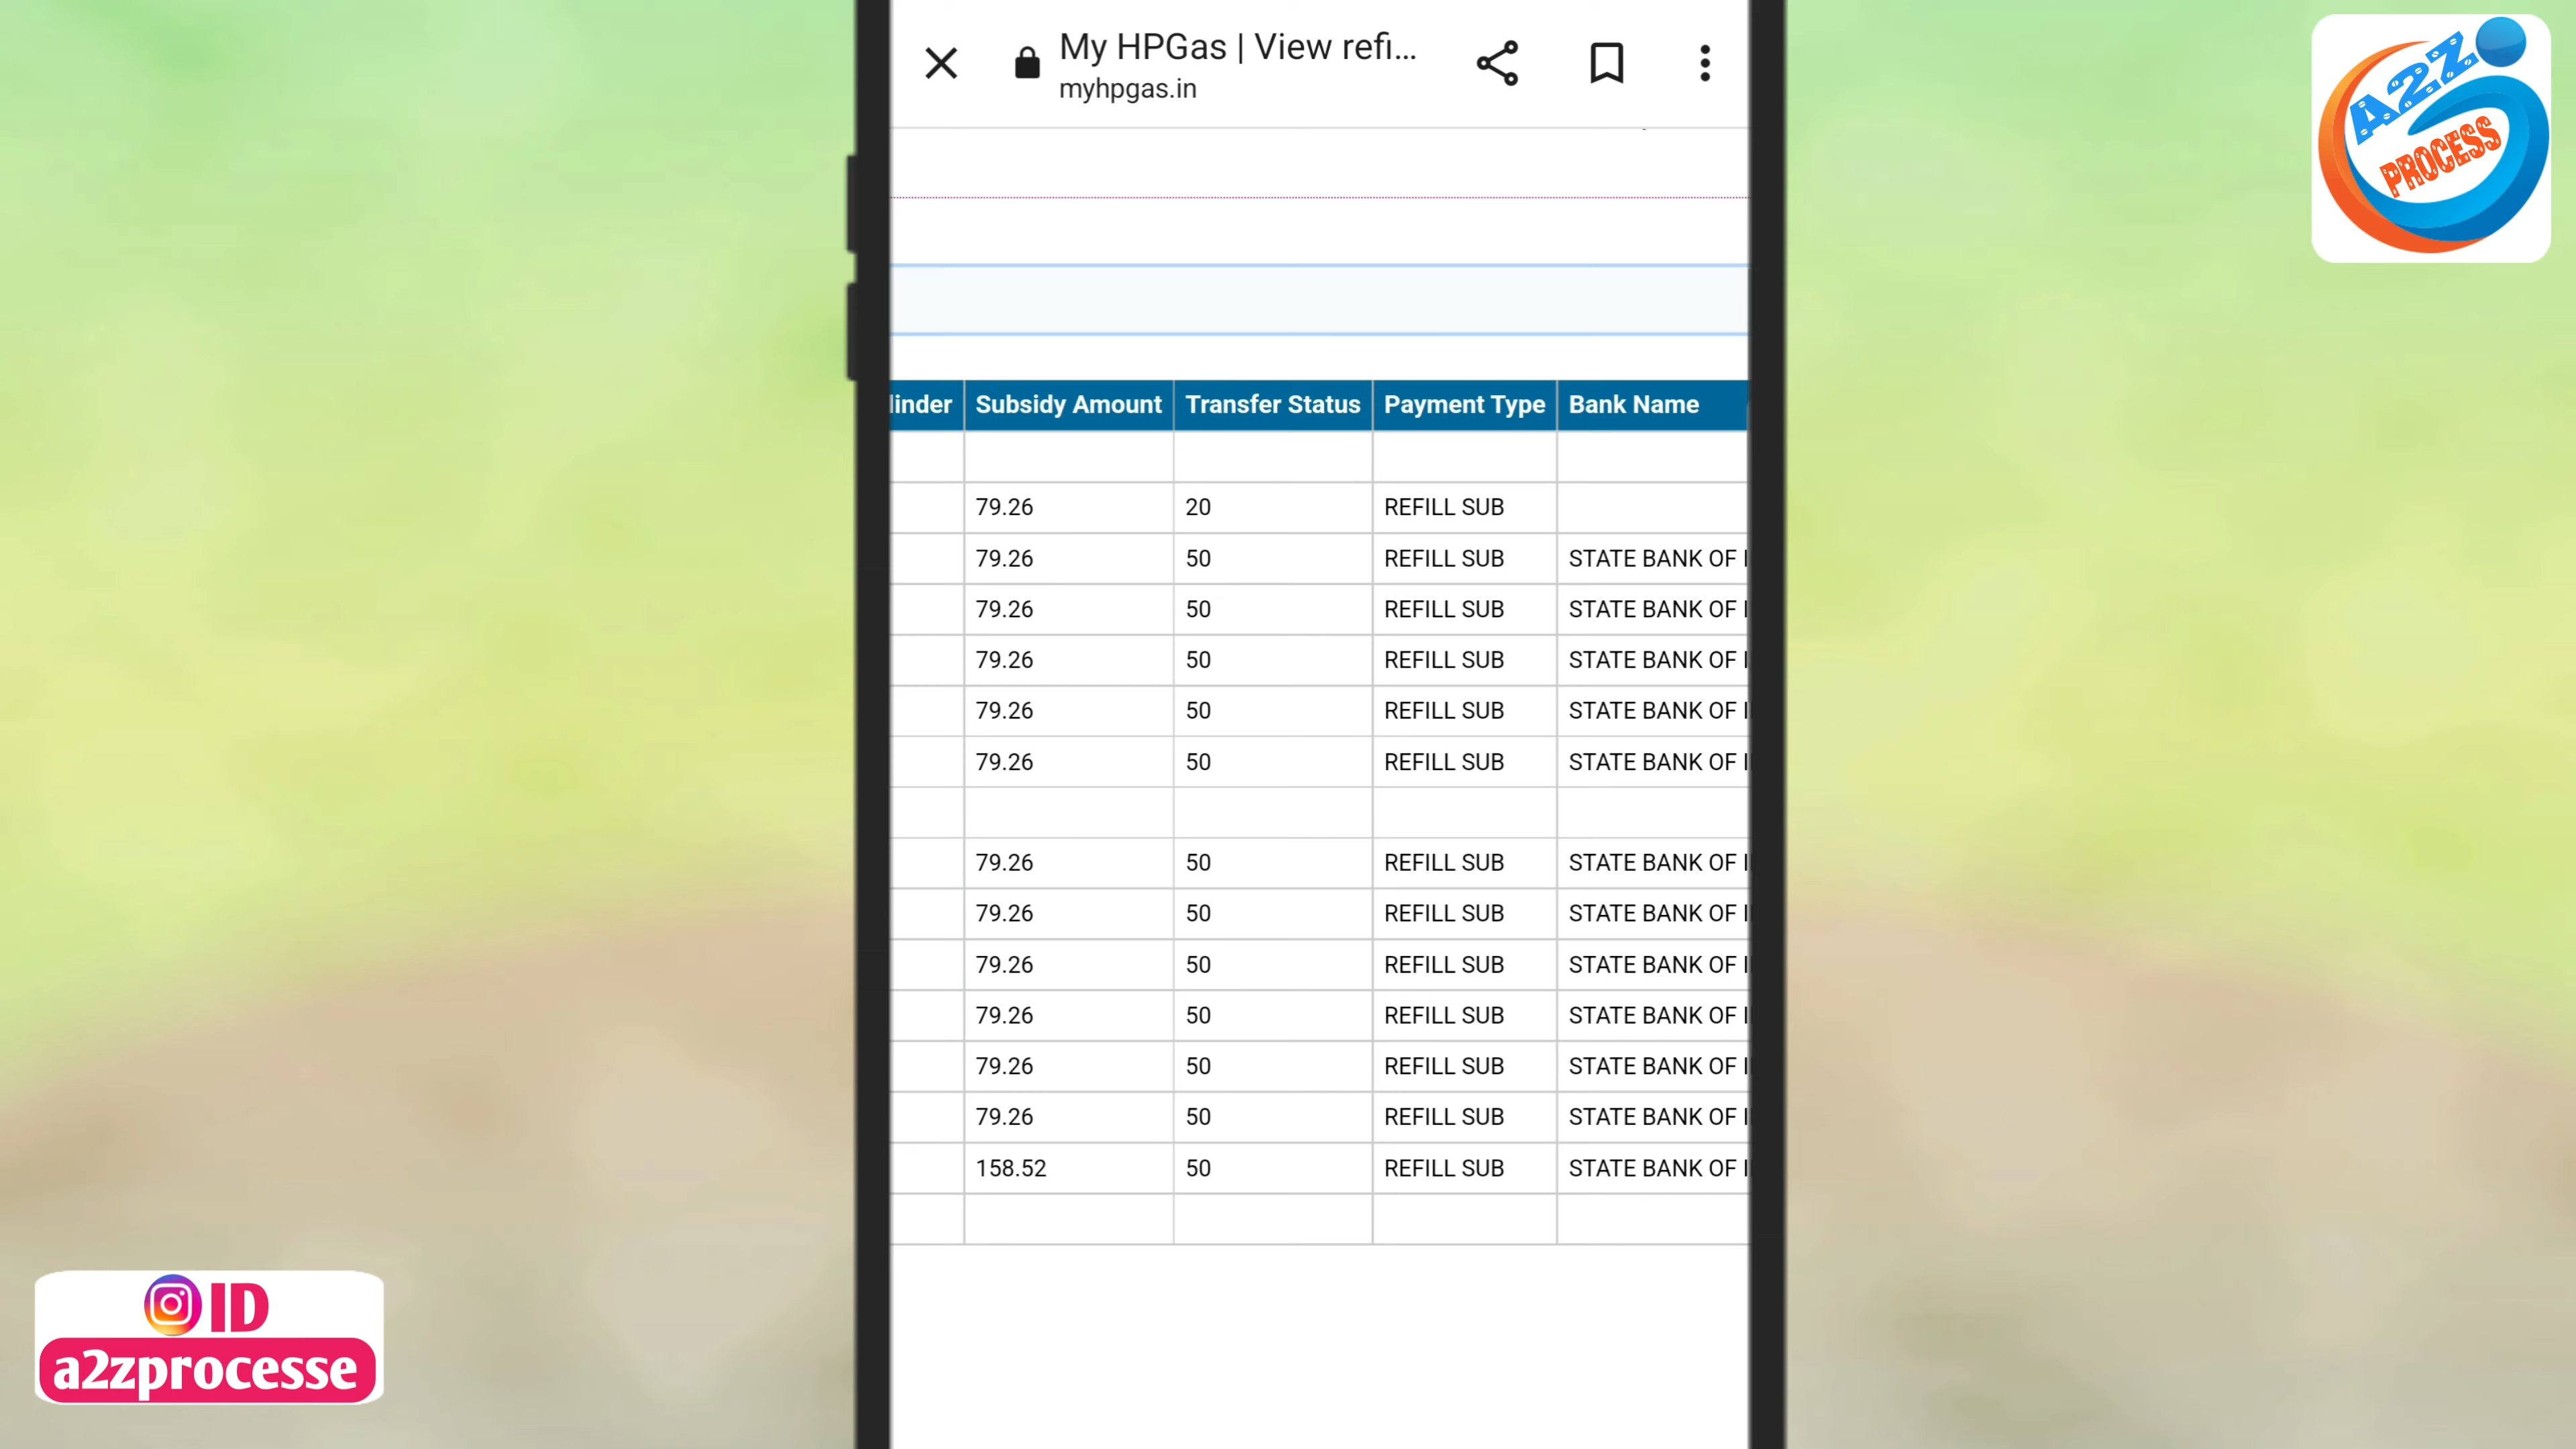 My HPGas | View refi...
myhpgas.in
A2Z
PROCESS
linder Subsidy Amount Transfer Status Payment Type Bank Name
79.26 20 REFILL SUB
79.26 50 REFILL SUB STATE BANK OF I
79.26 50 REFILL SUB STATE BANK OF I
79.26 50 REFILL SUB STATE BANK OF I
79.26 50 REFILL SUB STATE BANK OF I
79.26 50 REFILL SUB STATE BANK OF I
79.26 50 REFILL SUB STATE BANK OF I
79.26 50 REFILL SUB STATE BANK OF I
79.26 50 REFILL SUB STATE BANK OF I
79.26 50 REFILL SUB STATE BANK OF I
79.26 50 REFILL SUB STATE BANK OF I
79.26 50 REFILL SUB STATE BANK OF I
158.52 50 REFILL SUB STATE BANK OF I
ID
a2zprocesse